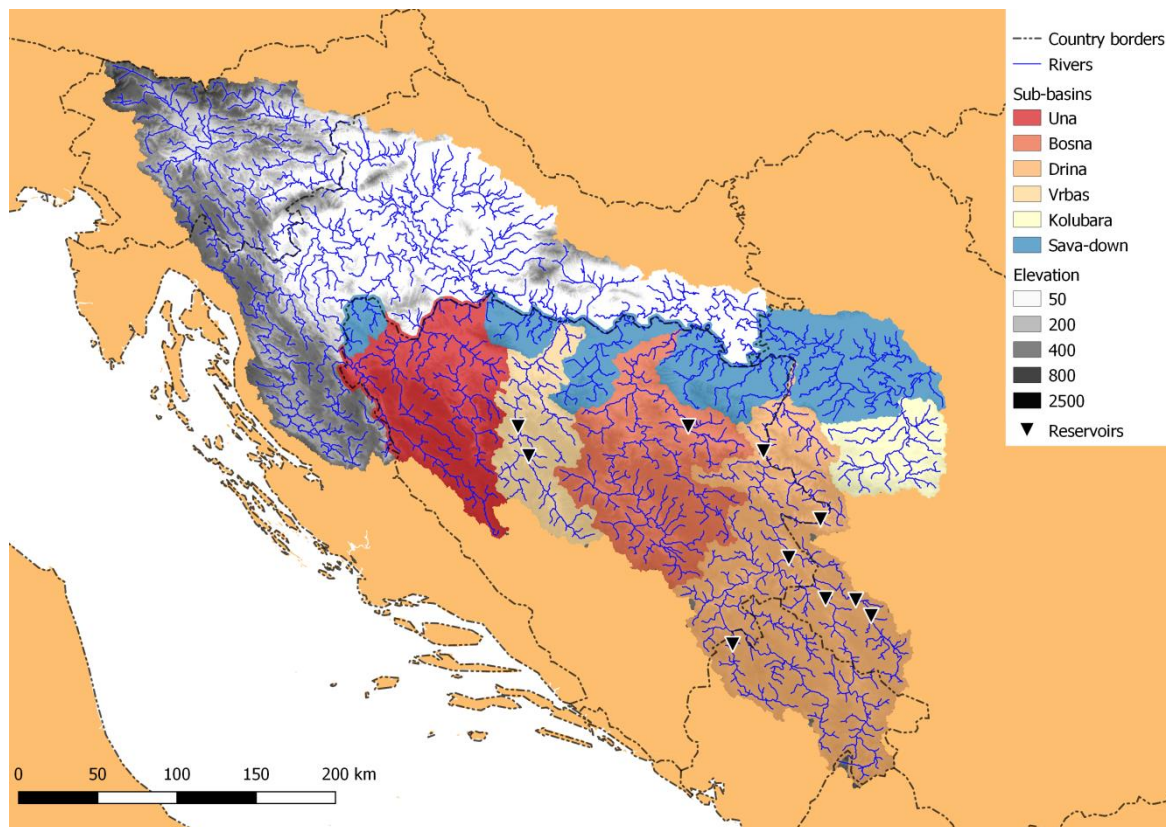 Country borders
Rivers
Sub-basins
Una
Bosna
Drina
Vrbas
Kolubara
Sava-down
Elevation
50
200
400
800
2500
Reservoirs
0 50 100 150 200 km